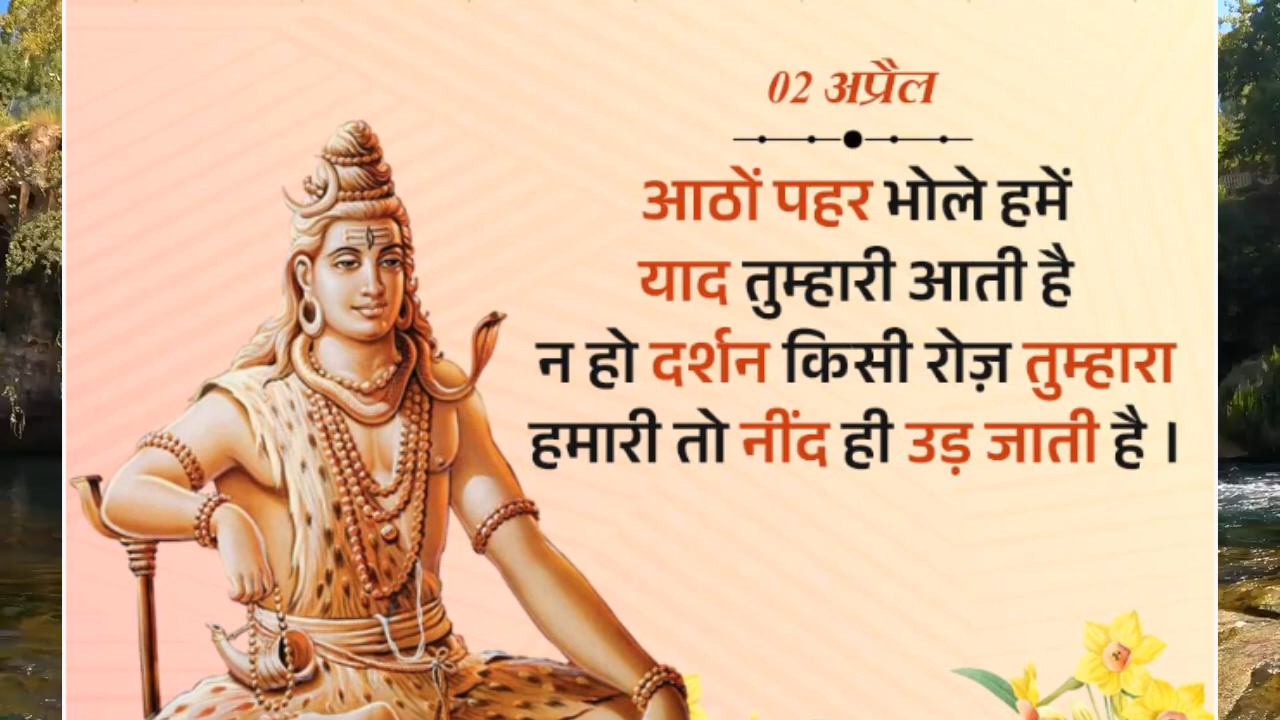 02 अप्रैल
आठों पहर भोले हमें
याद तुम्हारी आती है
न हो दर्शन किसी रोज़ तुम्हारा
हमारी तो नींद ही उड़ जाती है ।